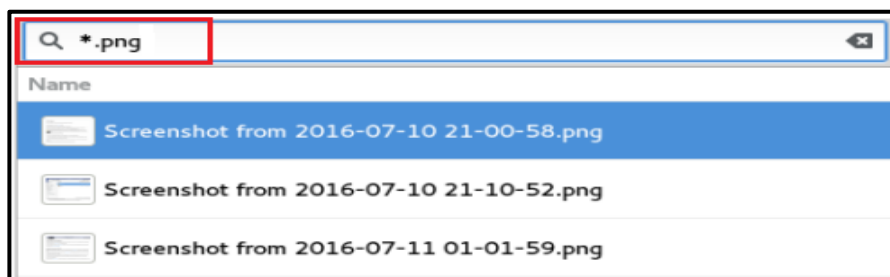 *.png
Name
Screenshot from 2016-07-10 21-00-58.png
Screenshot from 2016-07-10 21-10-52.png
Screenshot from 2016-07-11 01-01-59.png